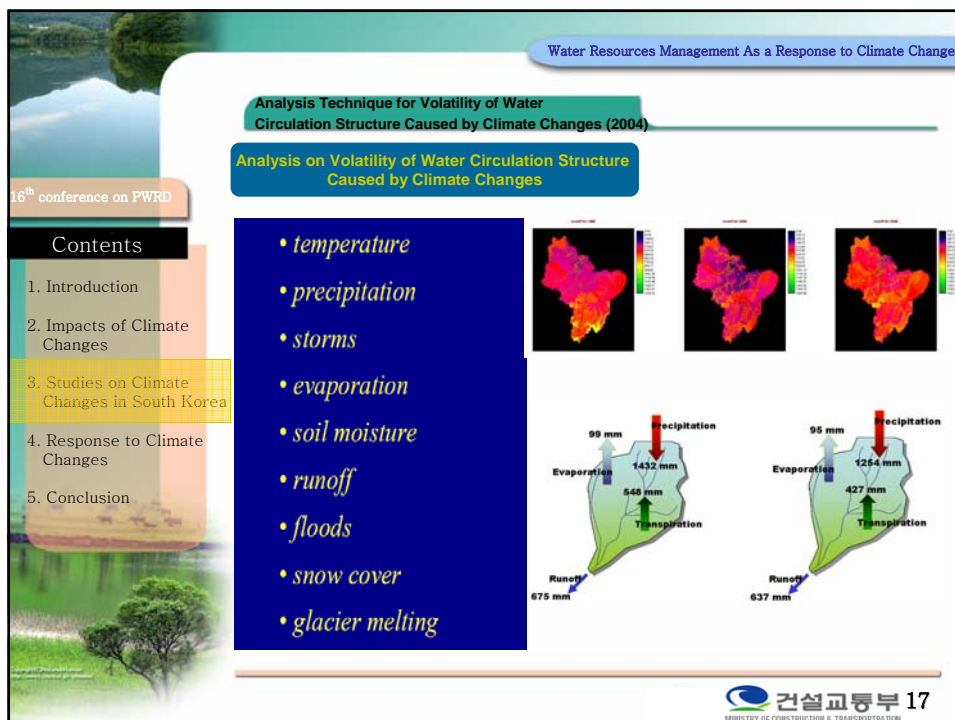 Water Resources Management As a Response to Climate Change
Analysis Technique for Volatility of Water
Circulation Structure Caused by Climate Changes (2004)
Analysis on Volatility of Water Circulation Structure
Caused by Climate Changes
16th conference on PWRD
Contents
1. Introduction
2. Impacts of Climate
Changes
3. Studies on Climate
Changes in South Korea
4. Response to Climate
Changes
5. Conclusion
• temperature
• precipitation
• storms
• evaporation
• soil moisture
• runoff
• floods
• snow cover
• glacier melting
Precipitation
99 mm
1432 mm
Evaporation
548 mm
Transpiration
Runoff
675 mm
Precipitation
95 mm
1254 mm
Evaporation
427 mm
Transpiration
Runoff
637 mm
건설교통부 17
MINISTRY OF CONSTRUCTION & TRANSPORTATION